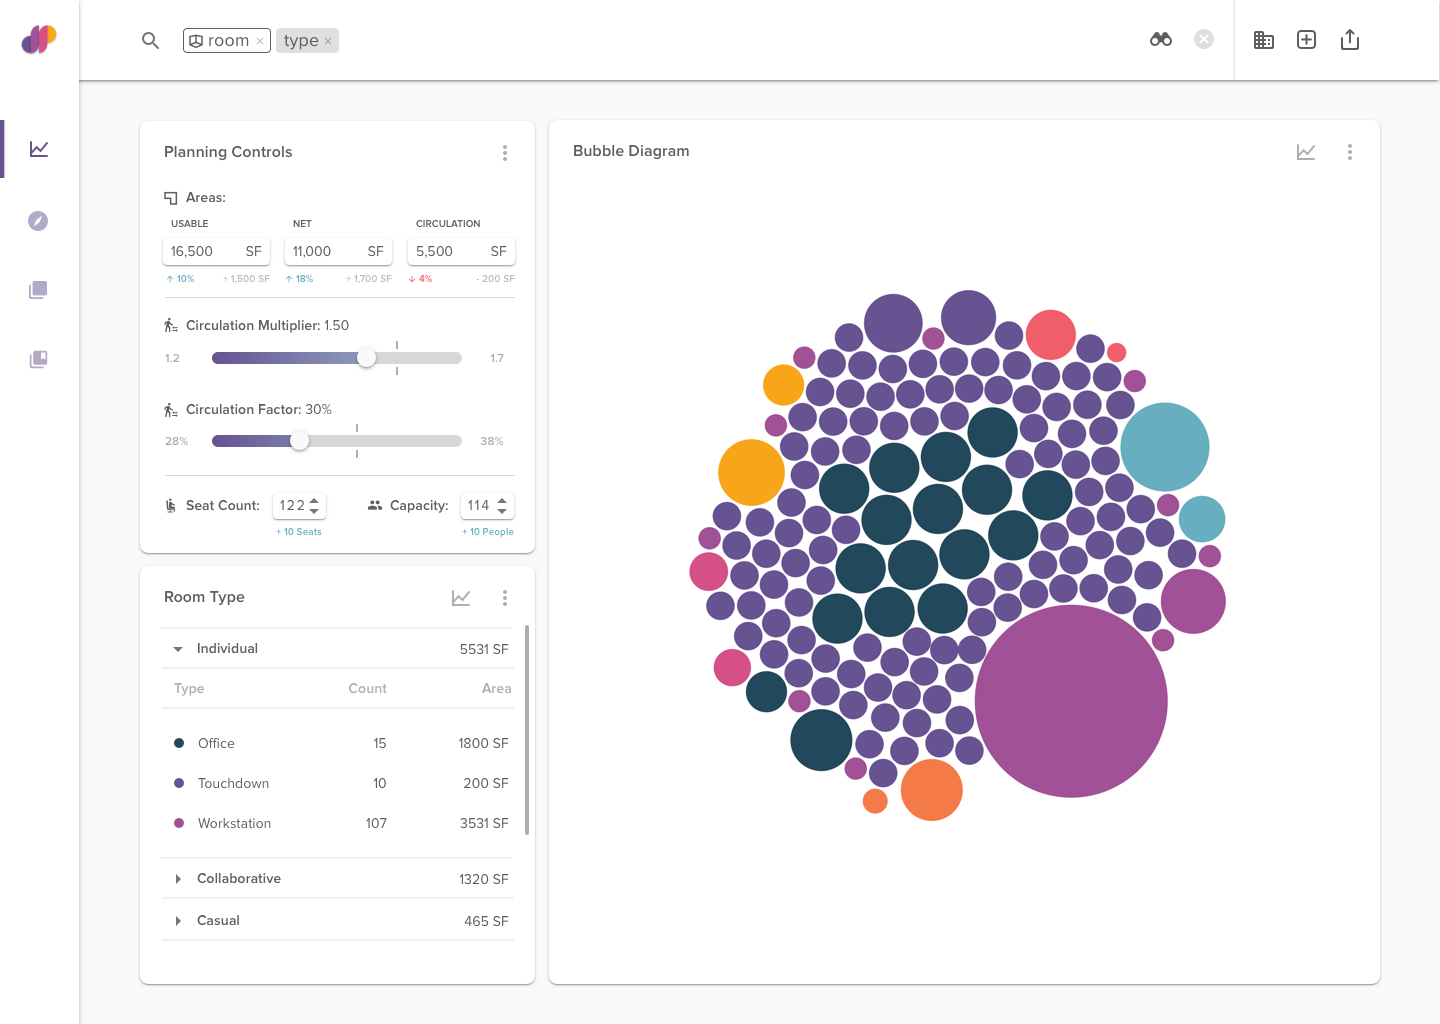 room × type ×
Planning Controls
Areas:
USABLE NET CIRCULATION
16,500 SF 11,000 SF 5,500 SF
↑ 10% + 1,500 SF ↑ 18% + 1,700 SF ↓ 4% - 200 SF
Circulation Multiplier: 1.50
1.2 1.7
Circulation Factor: 30%
28% 38%
Seat Count: 122 Capacity: 114
+ 10 Seats + 10 People
Room Type
Individual 5531 SF
Type Count Area
Office 15 1800 SF
Touchdown 10 200 SF
Workstation 107 3531 SF
Collaborative 1320 SF
Casual 465 SF
Bubble Diagram